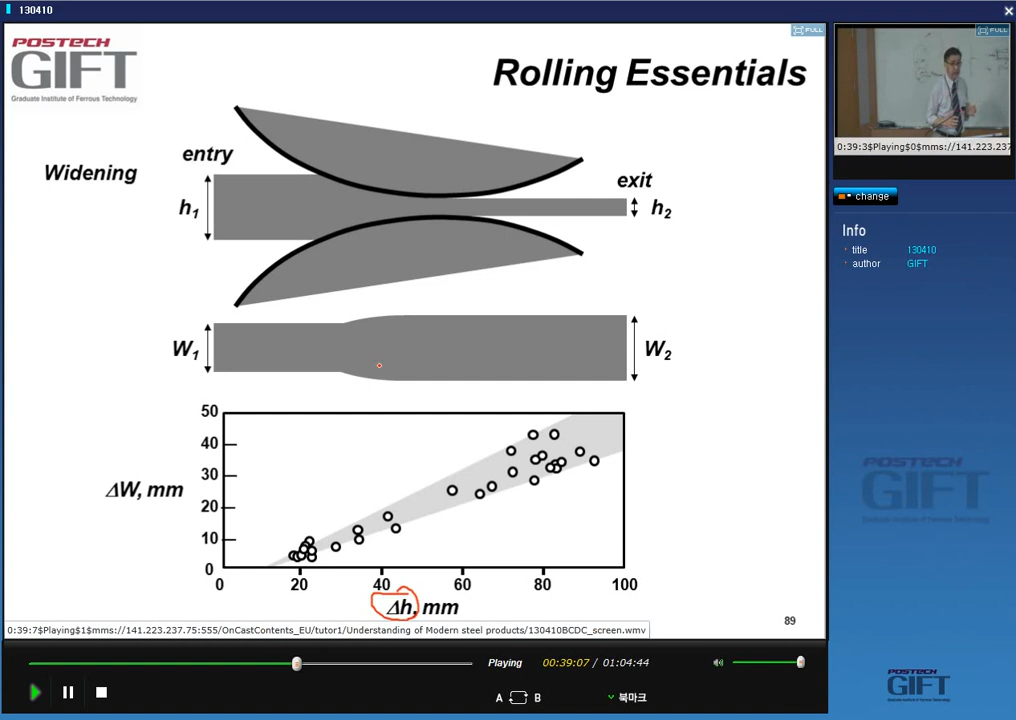 130410
POSTECH
GIFT
Graduate Institute of Ferrous Technology
FULL
Rolling Essentials
Widening
entry
h1
exit
h2
W1
W2
50
40
30
20
10
0
ΔW, mm
0 20 40 60 80 100
Δh, mm
89
0:39:7$Playing$1$mms://141.223.237.75:555/OnCastContents_EU/tutor1/Understanding of Modern steel products/130410BCDC_screen.wmv
FULL
0:39:3$Playing$0$mms://141.223.237
change
Info
title 130410
author GIFT
POSTECH
GIFT
Playing 00:39:07 / 01:04:44
A B 북마크
POSTECH
GIFT